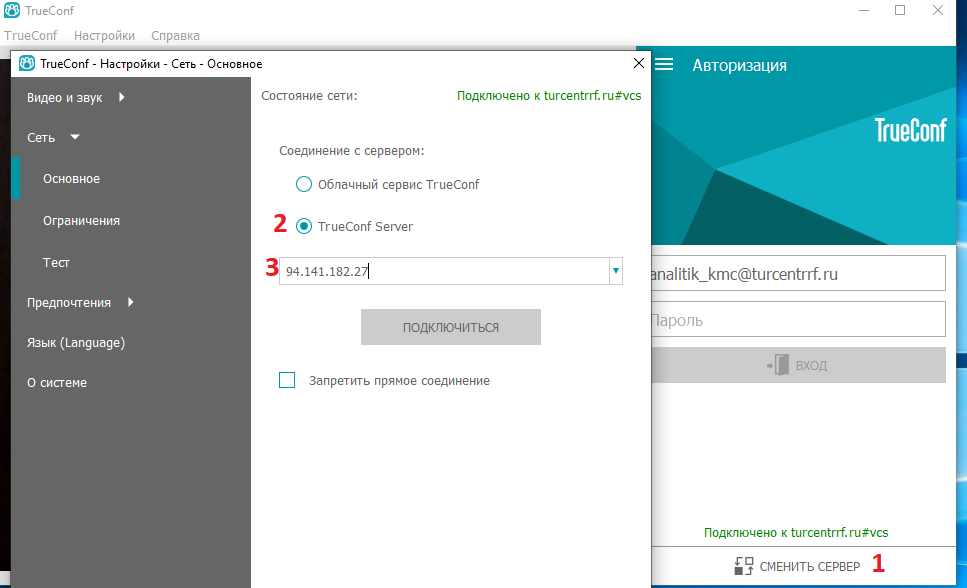 TrueConf
TrueConf Настройки Справка
TrueConf - Настройки - Сеть - Основное
Видео и звук
Сеть
Основное
Ограничения
Тест
Предпочтения
Язык (Language)
О системе
Состояние сети: Подключено к turcentrrf.ru#vcs
Соединение с сервером:
Облачный сервис TrueConf
2 TrueConf Server
3 94.141.182.27
ПОДКЛЮЧИТЬСЯ
Запретить прямое соединение
Авторизация
TrueConf
analitik_kmc@turcentrrf.ru
Пароль
ВХОД
Подключено к turcentrrf.ru#vcs
СМЕНИТЬ СЕРВЕР 1